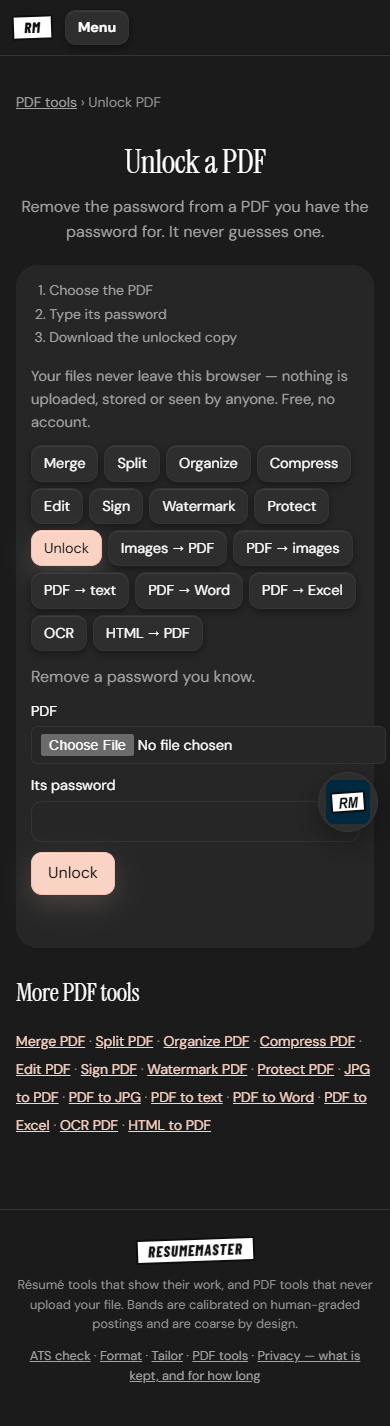 RM Menu
PDF tools › Unlock PDF
Unlock a PDF
Remove the password from a PDF you have the
password for. It never guesses one.
1. Choose the PDF
2. Type its password
3. Download the unlocked copy
Your files never leave this browser — nothing is
uploaded, stored or seen by anyone. Free, no
account.
Merge Split Organize Compress
Edit Sign Watermark Protect
Unlock Images → PDF PDF → images
PDF → text PDF → Word PDF → Excel
OCR HTML → PDF
Remove a password you know.
PDF
Choose File No file chosen
Its password
RM
Unlock
More PDF tools
Merge PDF · Split PDF · Organize PDF · Compress PDF ·
Edit PDF · Sign PDF · Watermark PDF · Protect PDF · JPG
to PDF · PDF to JPG · PDF to text · PDF to Word · PDF to
Excel · OCR PDF · HTML to PDF
RESUMEMASTER
Résumé tools that show their work, and PDF tools that never
upload your file. Bands are calibrated on human-graded
postings and are coarse by design.
ATS check · Format · Tailor · PDF tools · Privacy — what is
kept, and for how long